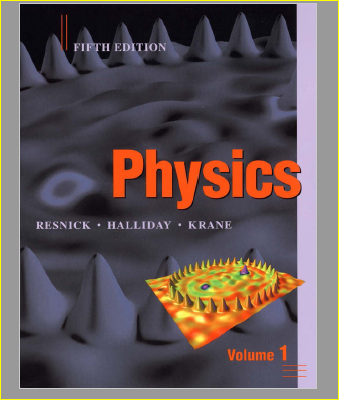 FIFTH EDITION
Physics
RESNICK • HALLIDAY • KRANE
Volume 1